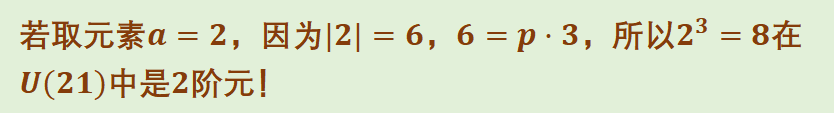 若取元素a = 2，因为|2| = 6，6 = p · 3，所以2³ = 8在
U(21)中是2阶元！